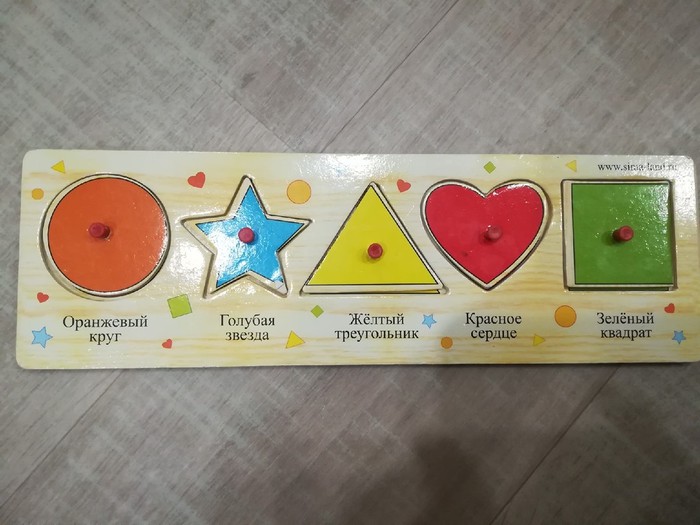 www.sima-land.ru
Оранжевый
круг
Голубая
звезда
Жёлтый
треугольник
Красное
сердце
Зелёный
квадрат